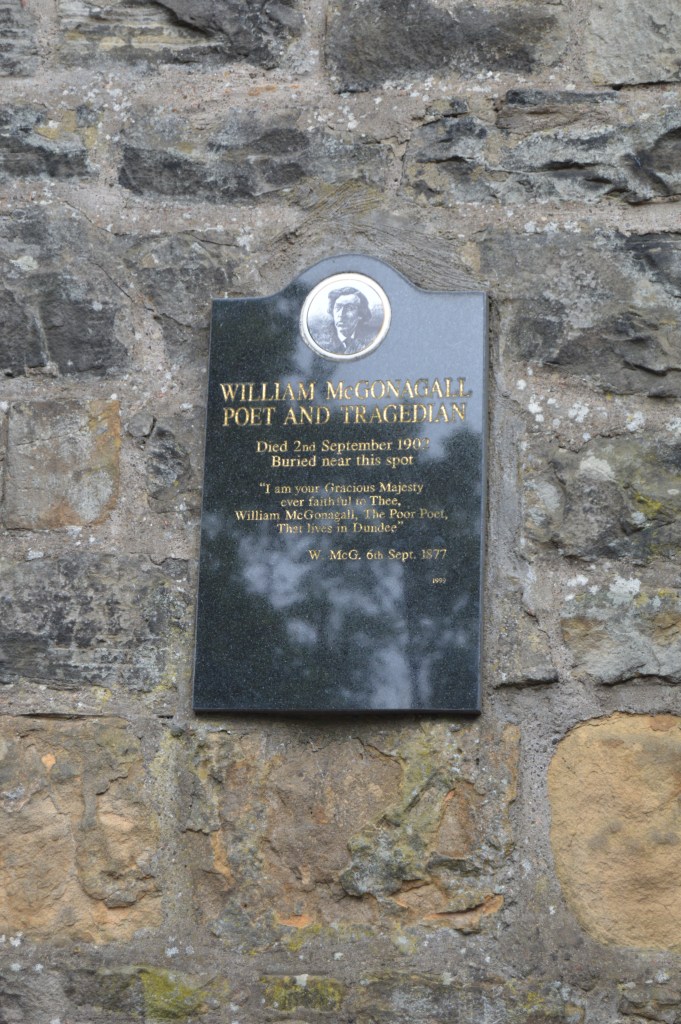 WILLIAM McGONAGALL
POET AND TRAGEDIAN
Died 2nd September 1902
Buried near this spot
"I am your Gracious Majesty
ever faithful to Thee,
William McGonagall, The Poor Poet,
That lives in Dundee"
W. McG. 6th Sept. 1877